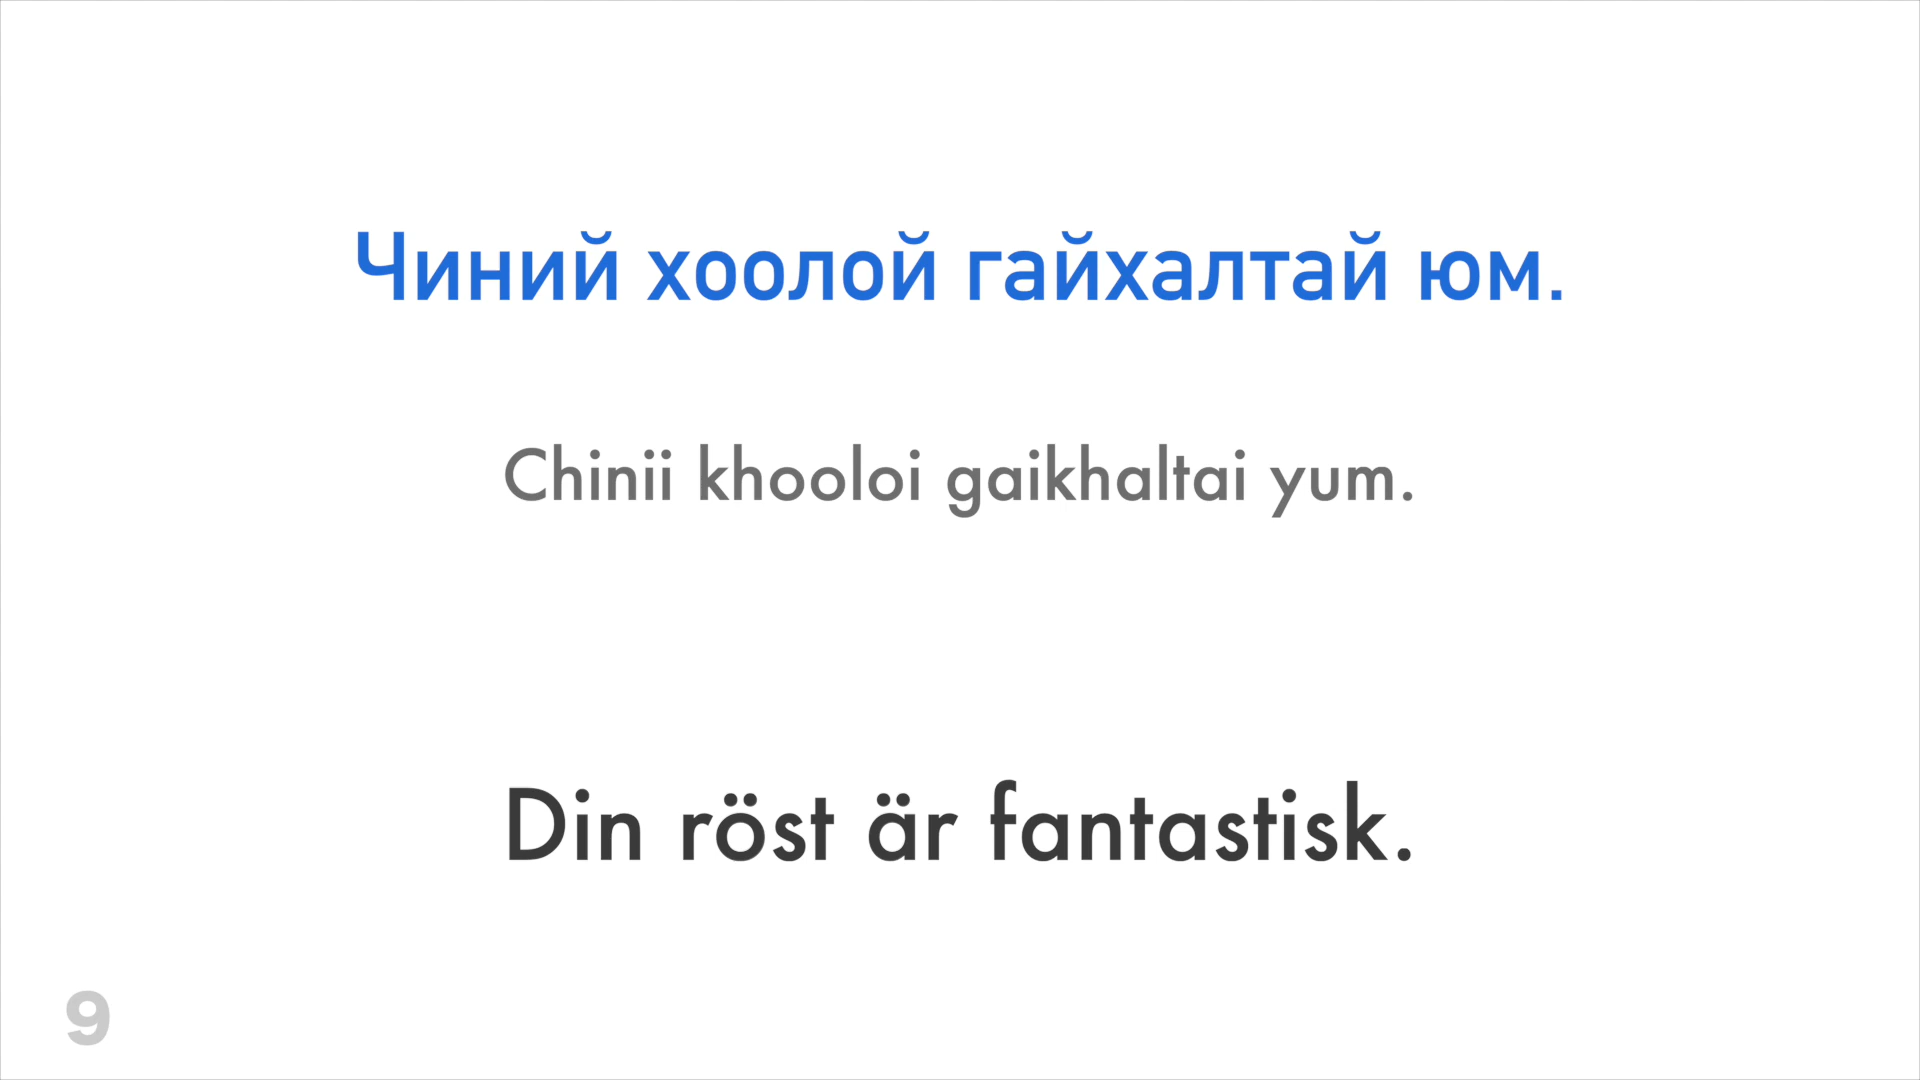 Чиний хоолой гайхалтай юм.
Chinii khooloi gaikhaltai yum.
Din röst är fantastisk.
9